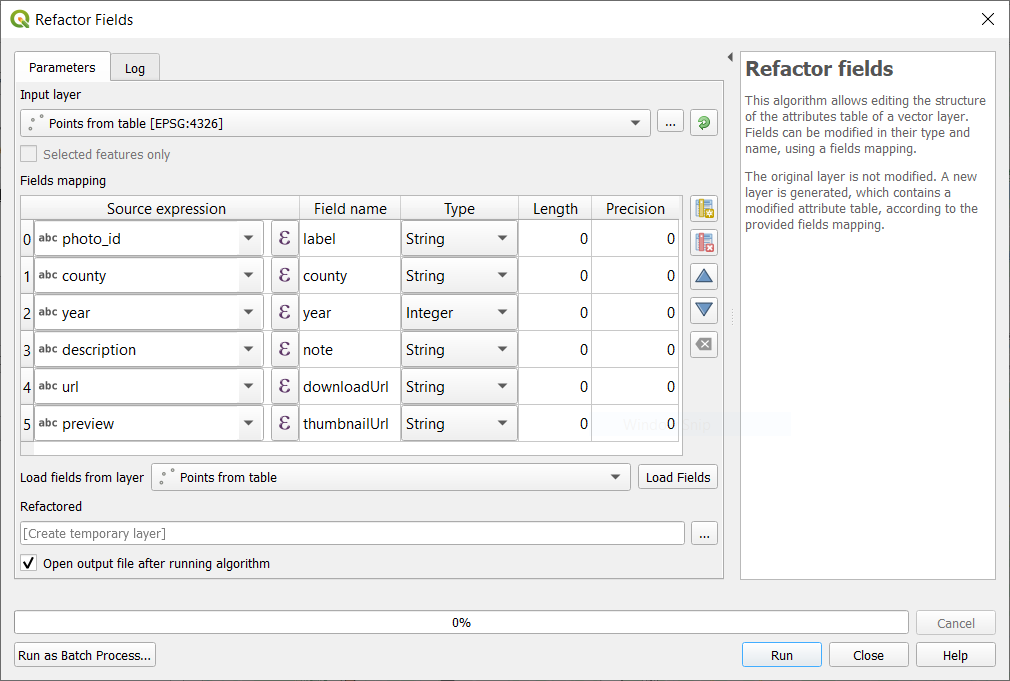 Refactor Fields
Parameters
Log
Input layer
Points from table [EPSG:4326]
...
Selected features only
Fields mapping
Source expression Field name Type Length Precision
0 abc photo_id ε label String 0 0
1 abc county ε county String 0 0
2 abc year ε year Integer 0 0
3 abc description ε note String 0 0
4 abc url ε downloadUrl String 0 0
5 abc preview ε thumbnailUrl String 0 0
Load fields from layer Points from table Load Fields
Refactored
[Create temporary layer]
...
Open output file after running algorithm
Refactor fields
This algorithm allows editing the structure
of the attributes table of a vector layer.
Fields can be modified in their type and
name, using a fields mapping.
The original layer is not modified. A new
layer is generated, which contains a
modified attribute table, according to the
provided fields mapping.
0%
Cancel
Run as Batch Process...
Run
Close
Help